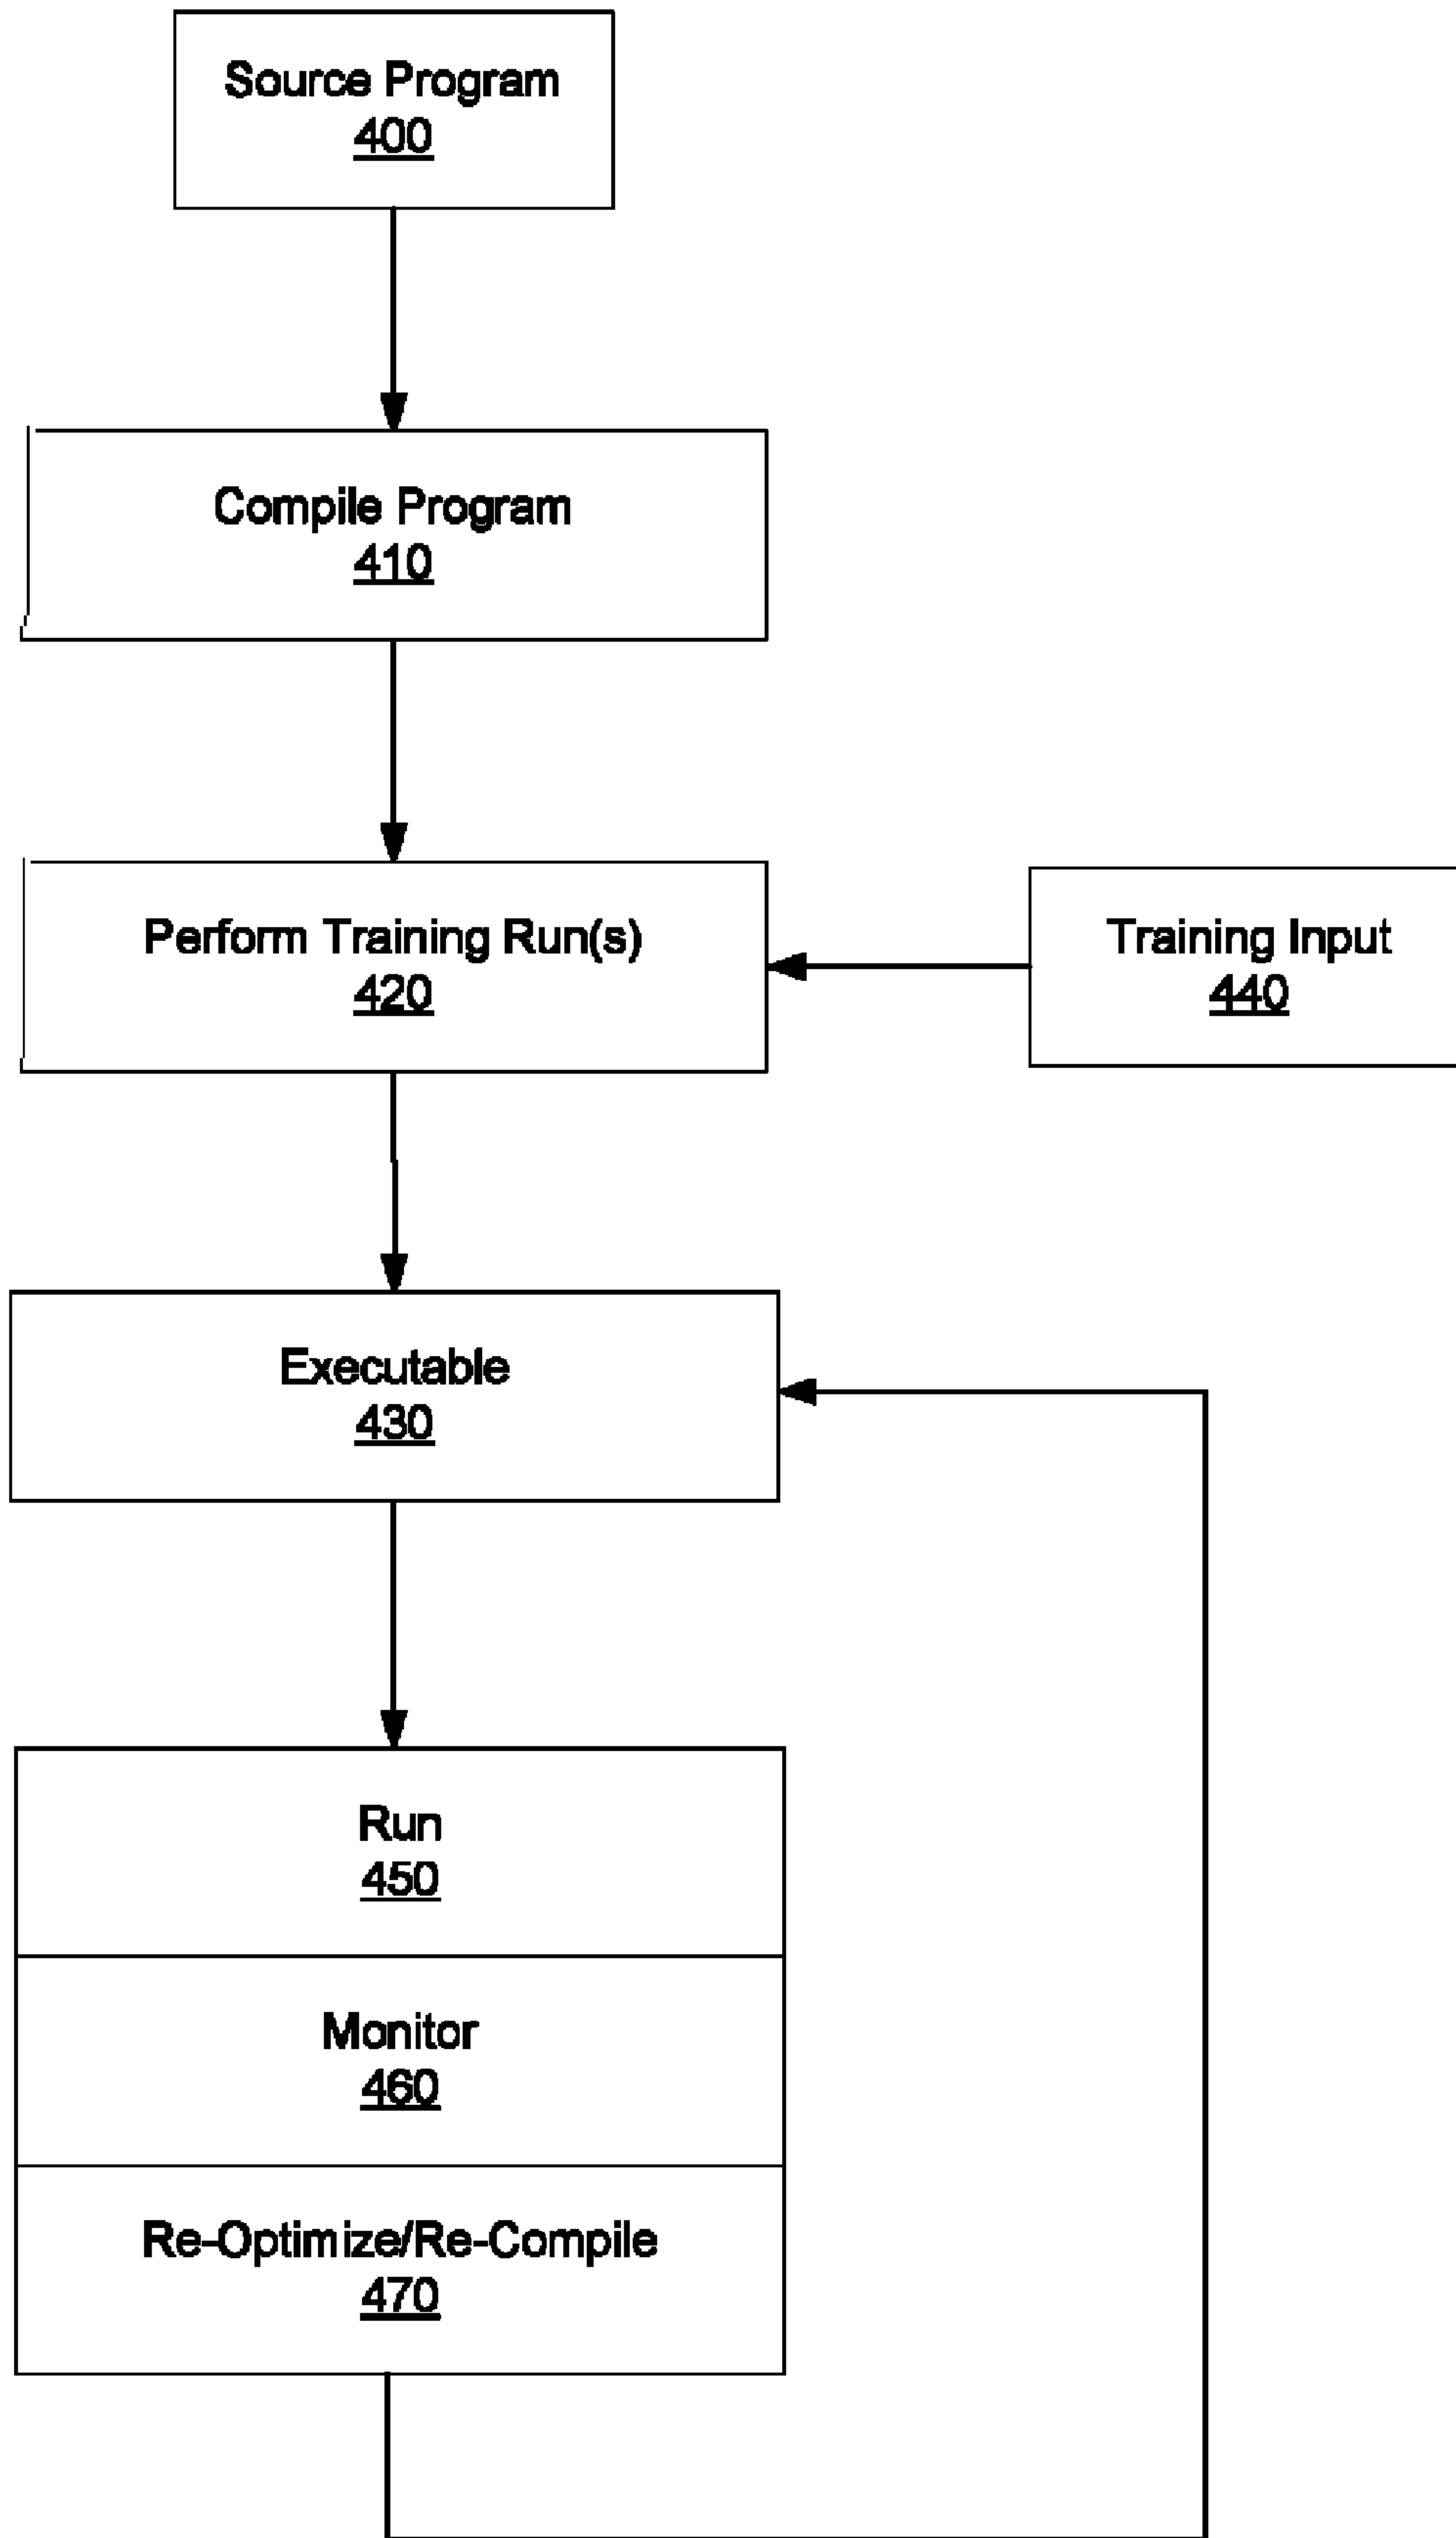 Source Program
400
Compile Program
410
Perform Training Run(s)
420
Training Input
440
Executable
430
Run
450
Monitor
460
Re-Optimize/Re-Compile
470